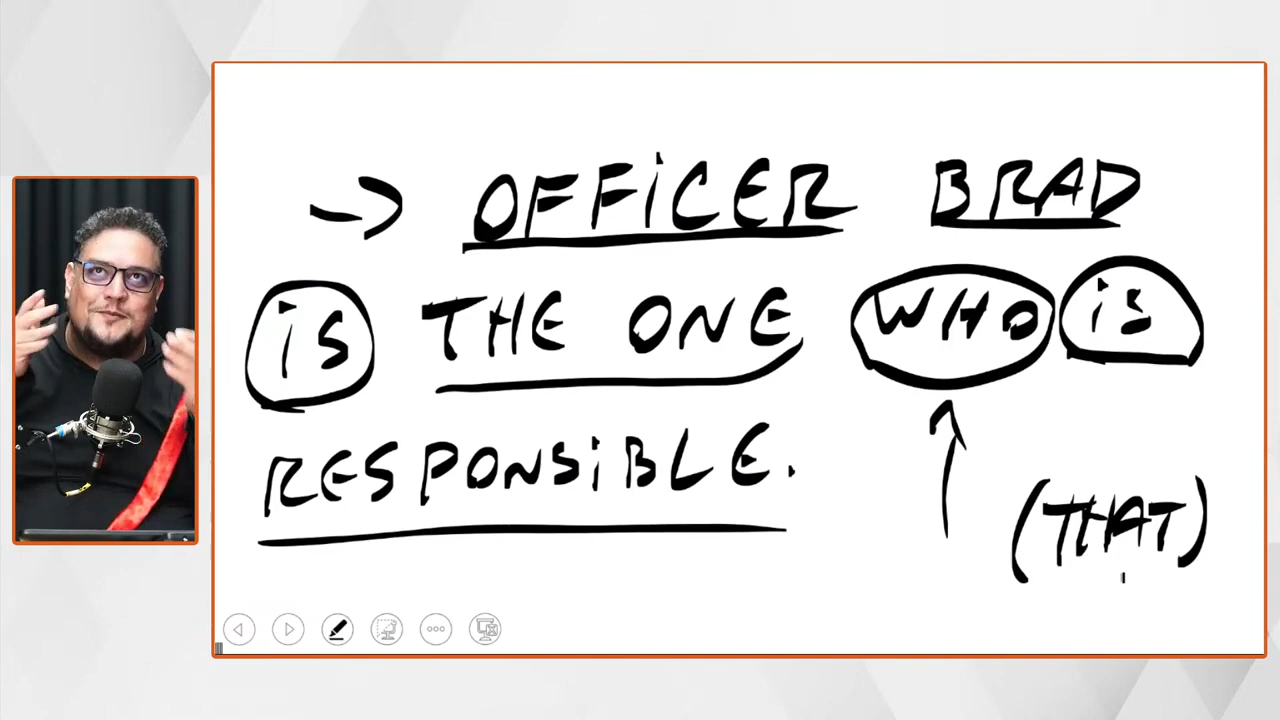 -> OFFICER BRAD
is THE ONE WHO is
RESPONSiBLE.
(THAT)